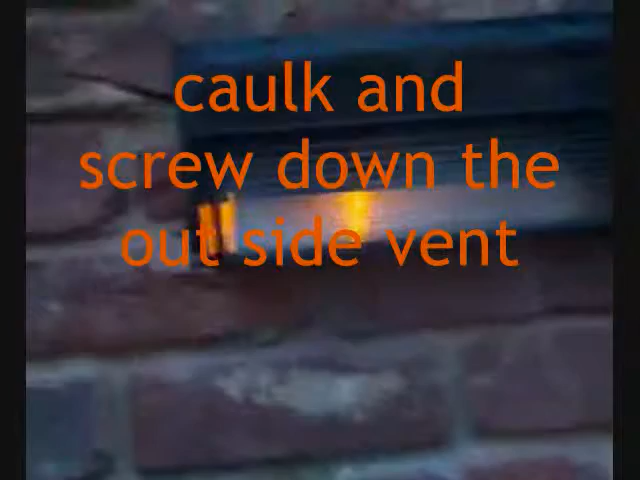 caulk and
screw down the
out side vent